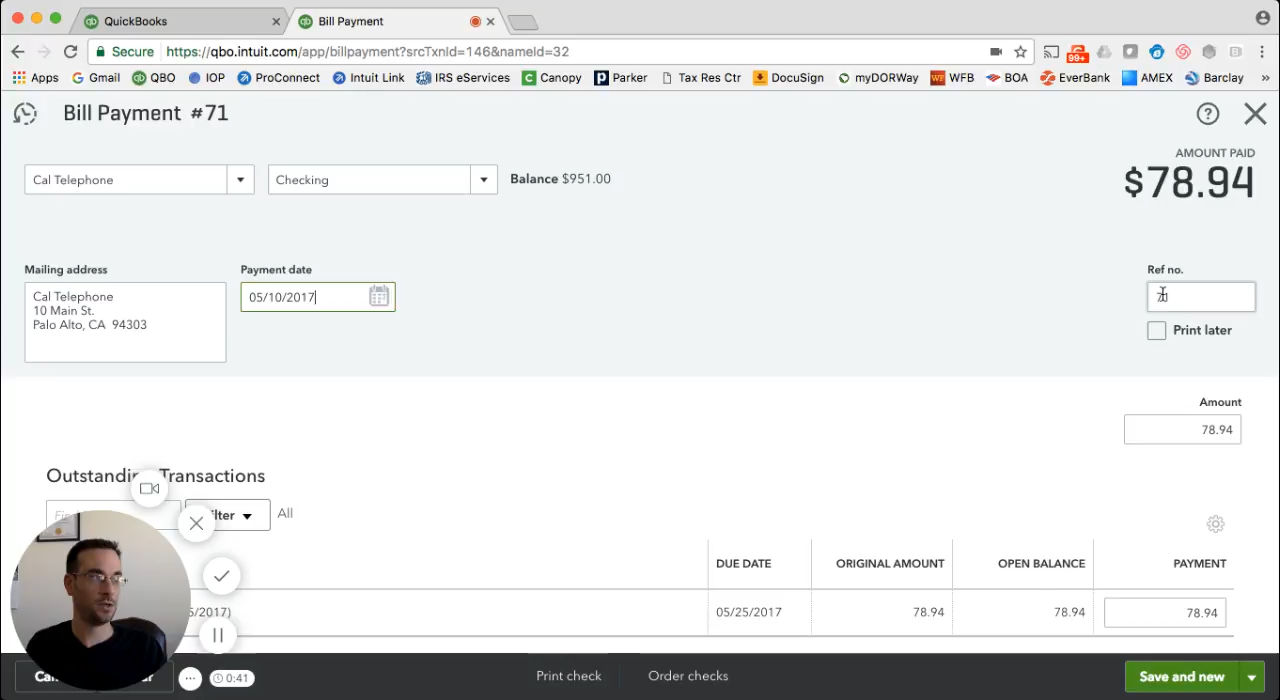 QuickBooks
Bill Payment
Secure https://qbo.intuit.com/app/billpayment?srcTxnId=146&nameId=32
99+
Apps Gmail QBO IOP ProConnect Intuit Link IRS eServices Canopy Parker Tax Res Ctr DocuSign myDORWay WFB BOA EverBank AMEX Barclay »
Bill Payment #71
AMOUNT PAID
$78.94
Cal Telephone Checking Balance $951.00
Mailing address Payment date Ref no.
Cal Telephone
10 Main St.
Palo Alto, CA 94303
05/10/2017
Print later
Amount
78.94
Outstanding Transactions
All
DUE DATE ORIGINAL AMOUNT OPEN BALANCE PAYMENT
/2017) 05/25/2017 78.94 78.94 78.94
0:41 Print check Order checks Save and new